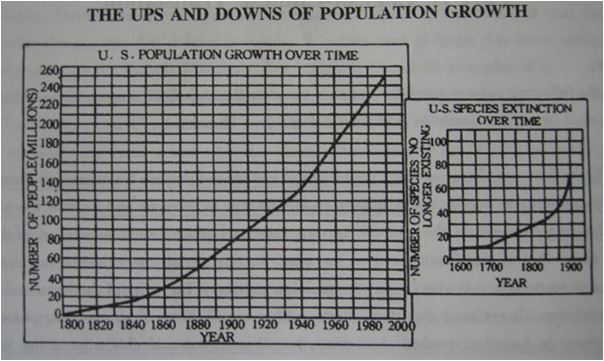 THE UPS AND DOWNS OF POPULATION GROWTH
U. S. POPULATION GROWTH OVER TIME
NUMBER OF PEOPLE (MILLIONS)
260
240
220
200
180
160
140
120
100
80
60
40
20
0
1800 1820 1840 1860 1880 1900 1920 1940 1960 1980 2000
YEAR
U.S. SPECIES EXTINCTION
OVER TIME
NUMBER OF SPECIES NO
LONGER EXISTING
100
80
60
40
20
0
1600 1700 1800 1900
YEAR